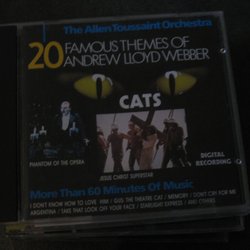 The Allen Toussaint Orchestra
20 FAMOUS THEMES OF
ANDREW LLOYD WEBBER
CATS
PHANTOM OF THE OPERA
JESUS CHRIST SUPERSTAR
DIGITAL
RECORDING
More Than 60 Minutes Of Music
I DON'T KNOW HOW TO LOVE HIM / GUS: THE THEATRE CAT / MEMORY / DON'T CRY FOR ME
ARGENTINA / TAKE THAT LOOK OFF YOUR FACE / STARLIGHT EXPRESS / AND OTHERS